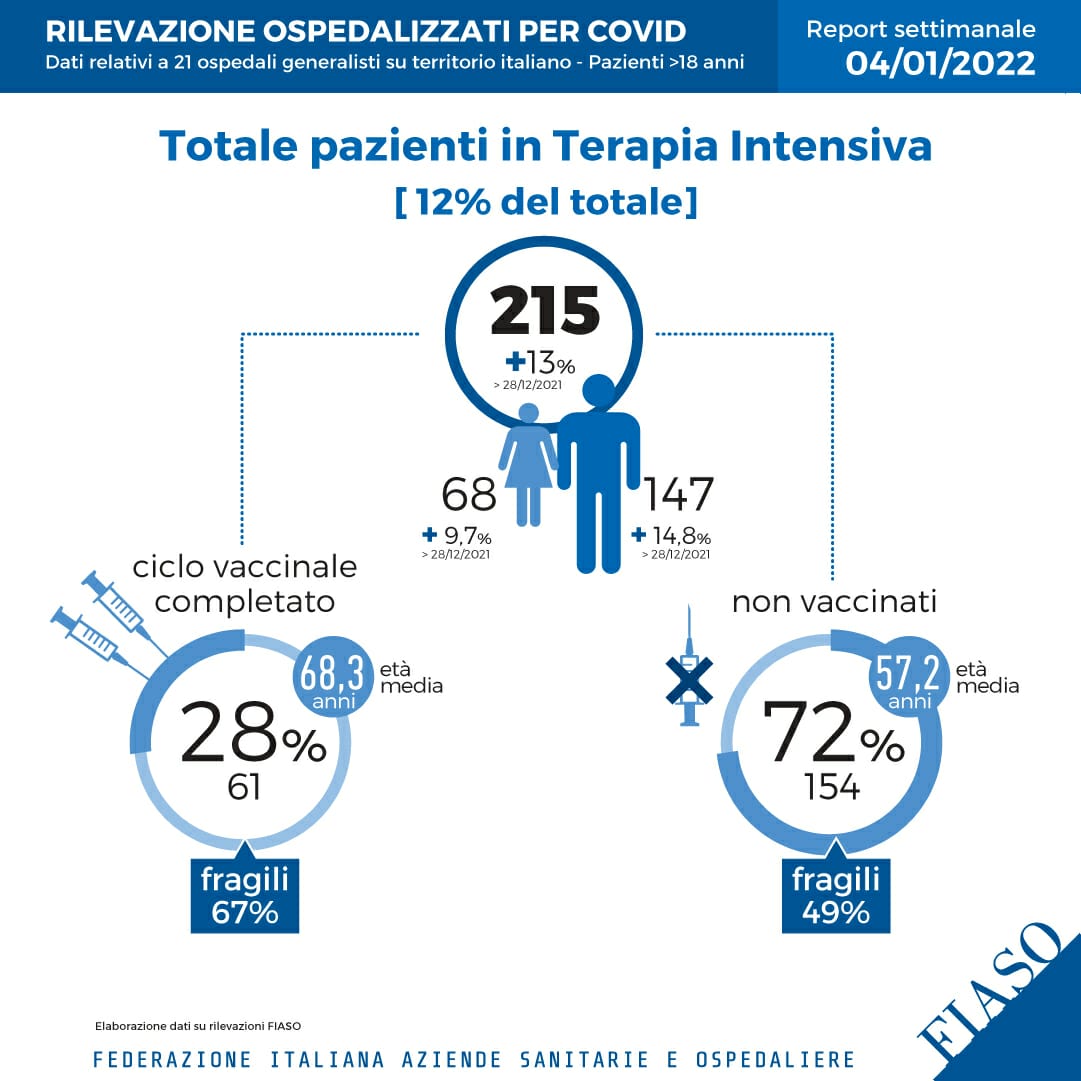 RILEVAZIONE OSPEDALIZZATI PER COVID
Dati relativi a 21 ospedali generalisti su territorio italiano - Pazienti >18 anni
Report settimanale
04/01/2022
Totale pazienti in Terapia Intensiva
[ 12% del totale]
215
+13%
> 28/12/2021
68
+ 9,7%
> 28/12/2021
147
+ 14,8%
> 28/12/2021
ciclo vaccinale
completato
68,3
anni
età
media
28%
61
fragili
67%
non vaccinati
57,2
anni
età
media
72%
154
fragili
49%
FIASO
Elaborazione dati su rilevazioni FIASO
FEDERAZIONE ITALIANA AZIENDE SANITARIE E OSPEDALIERE